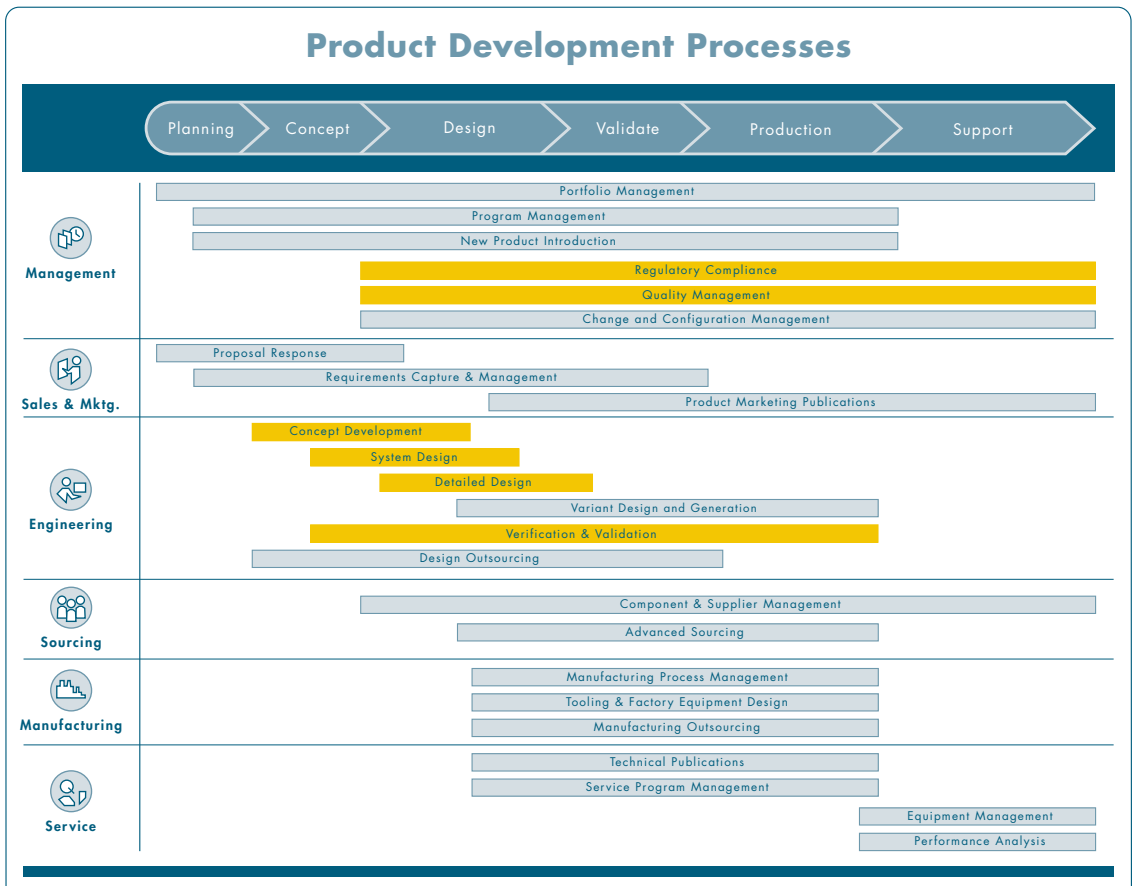 Product Development Processes
Planning
Concept
Design
Validate
Production
Support
Management
Portfolio Management
Program Management
New Product Introduction
Regulatory Compliance
Quality Management
Change and Configuration Management
Sales & Mktg.
Proposal Response
Requirements Capture & Management
Product Marketing Publications
Engineering
Concept Development
System Design
Detailed Design
Variant Design and Generation
Verification & Validation
Design Outsourcing
Sourcing
Component & Supplier Management
Advanced Sourcing
Manufacturing
Manufacturing Process Management
Tooling & Factory Equipment Design
Manufacturing Outsourcing
Service
Technical Publications
Service Program Management
Equipment Management
Performance Analysis